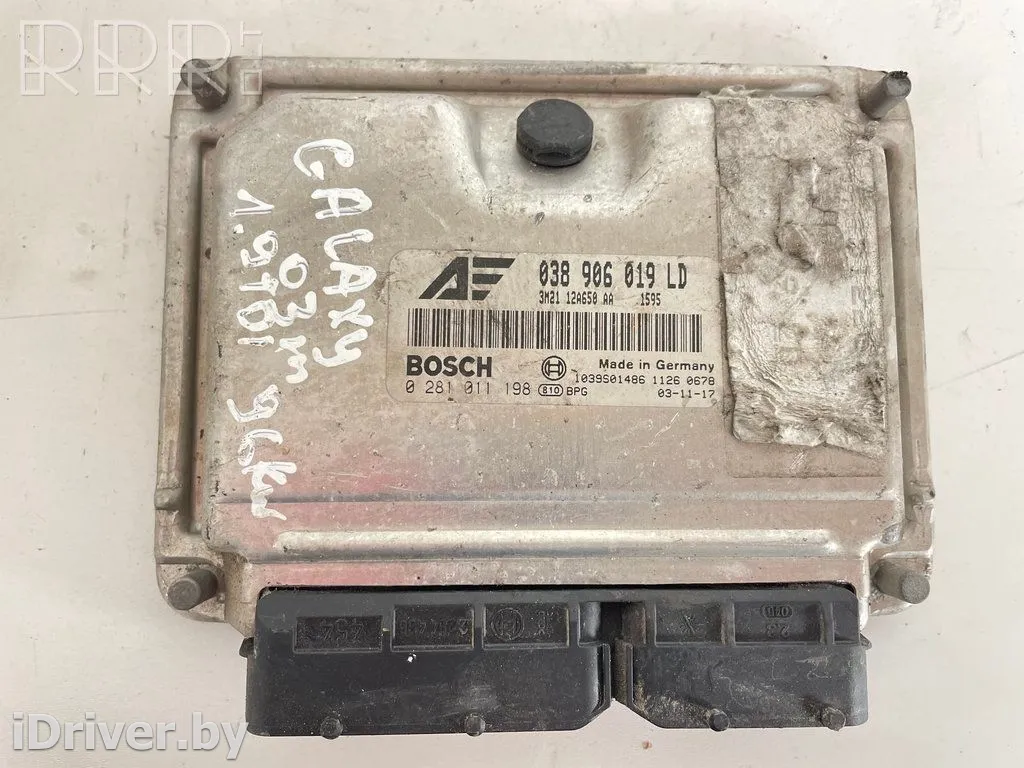 RRR
GALAXY
03m
1.9TDI 96kw
AE 038 906 019 LD
3M21 12A650 AA 1595
BOSCH Made in Germany
0 281 011 198 810 BPG 1039S01486 1126 0678
03-11-17
iDriver.by